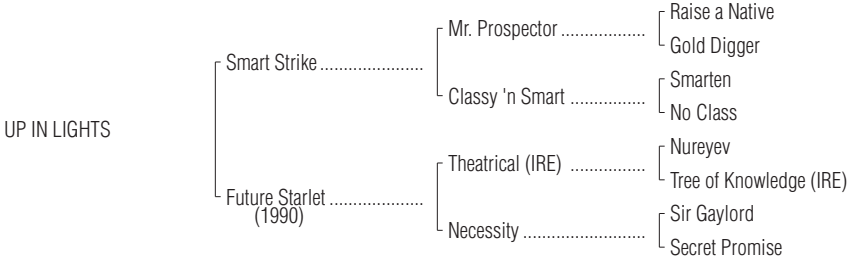 Raise a Native
Mr. Prospector ..................
Gold Digger
Smart Strike ......................
Smarten
Classy 'n Smart ................
No Class
UP IN LIGHTS
Nureyev
Theatrical (IRE) ................
Tree of Knowledge (IRE)
Future Starlet ....................
(1990)
Sir Gaylord
Necessity ..........................
Secret Promise